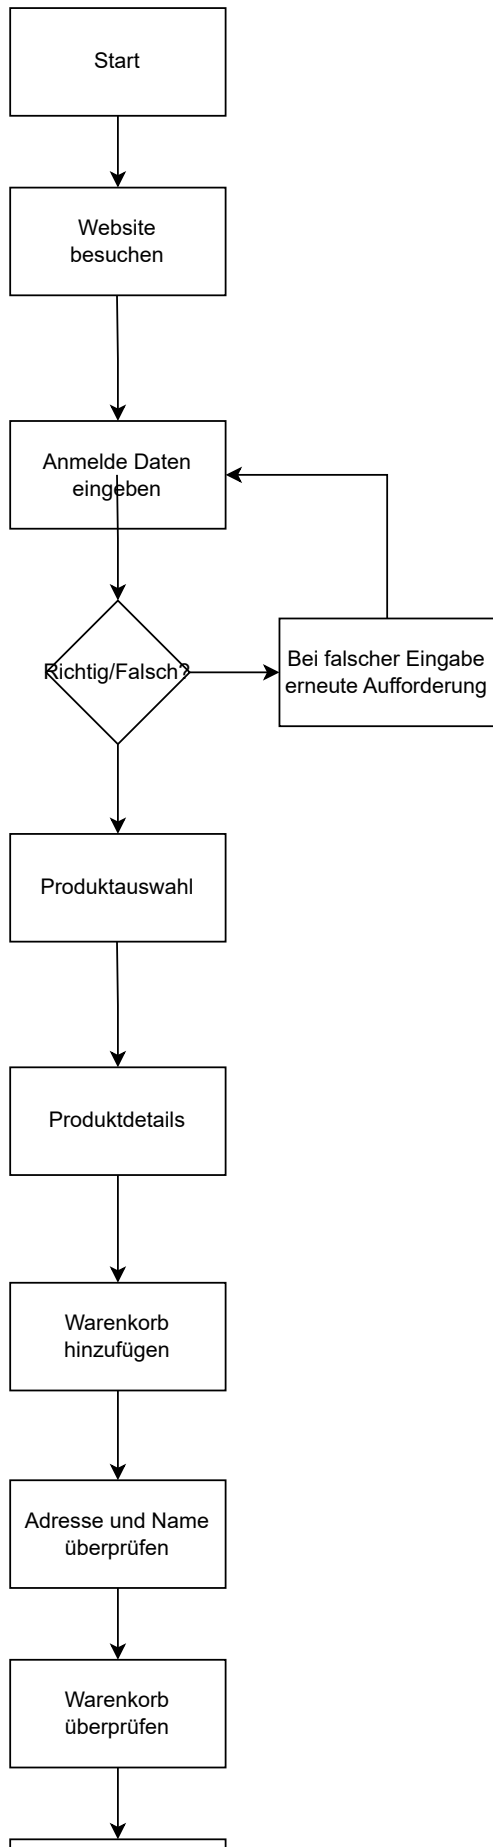 Start
Website
besuchen
Anmelde Daten
eingeben
Richtig/Falsch?
Bei falscher Eingabe
erneute Aufforderung
Produktauswahl
Produktdetails
Warenkorb
hinzufügen
Adresse und Name
überprüfen
Warenkorb
überprüfen